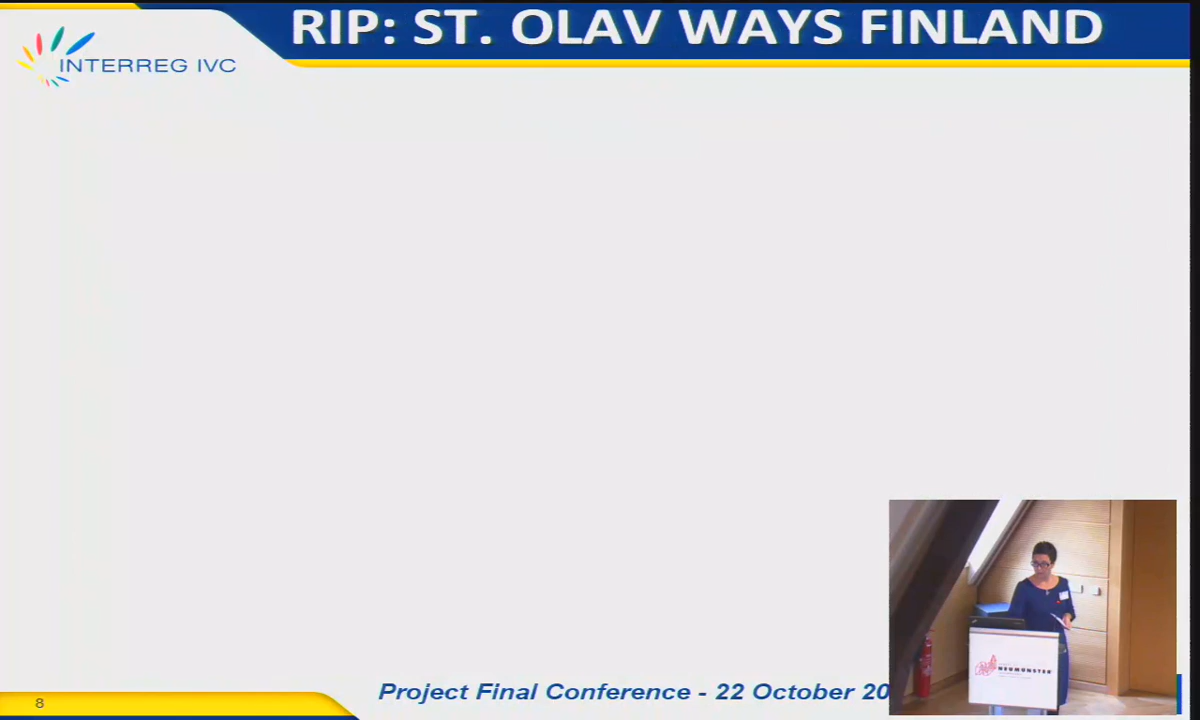 RIP: ST. OLAV WAYS FINLAND
INTERREG IVC
NEUMÜNSTER
Project Final Conference - 22 October 20
8